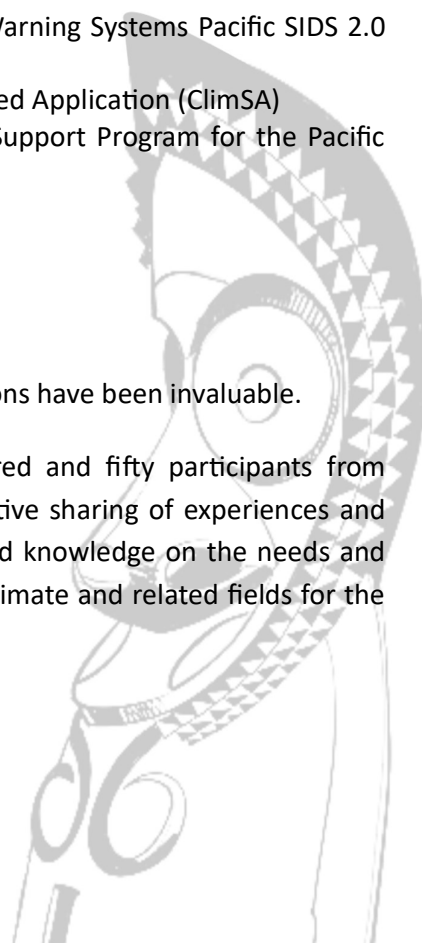 Warning Systems Pacific SIDS 2.0
ed Application (ClimSA)
Support Program for the Pacific
ons have been invaluable.
red and fifty participants from
tive sharing of experiences and
d knowledge on the needs and
imate and related fields for the